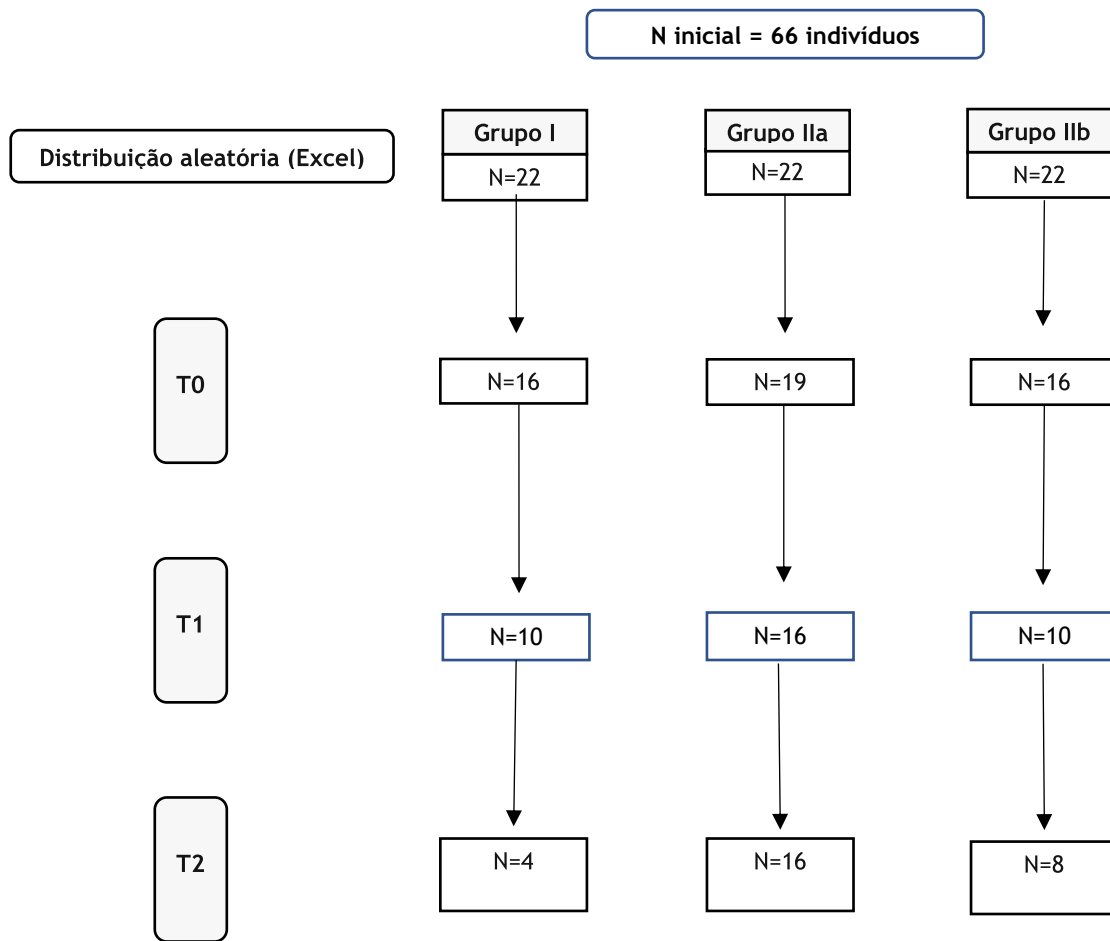 N inicial = 66 indivíduos
Distribuição aleatória (Excel)
Grupo I
N=22
Grupo IIa
N=22
Grupo IIb
N=22
T0
N=16
N=19
N=16
T1
N=10
N=16
N=10
T2
N=4
N=16
N=8